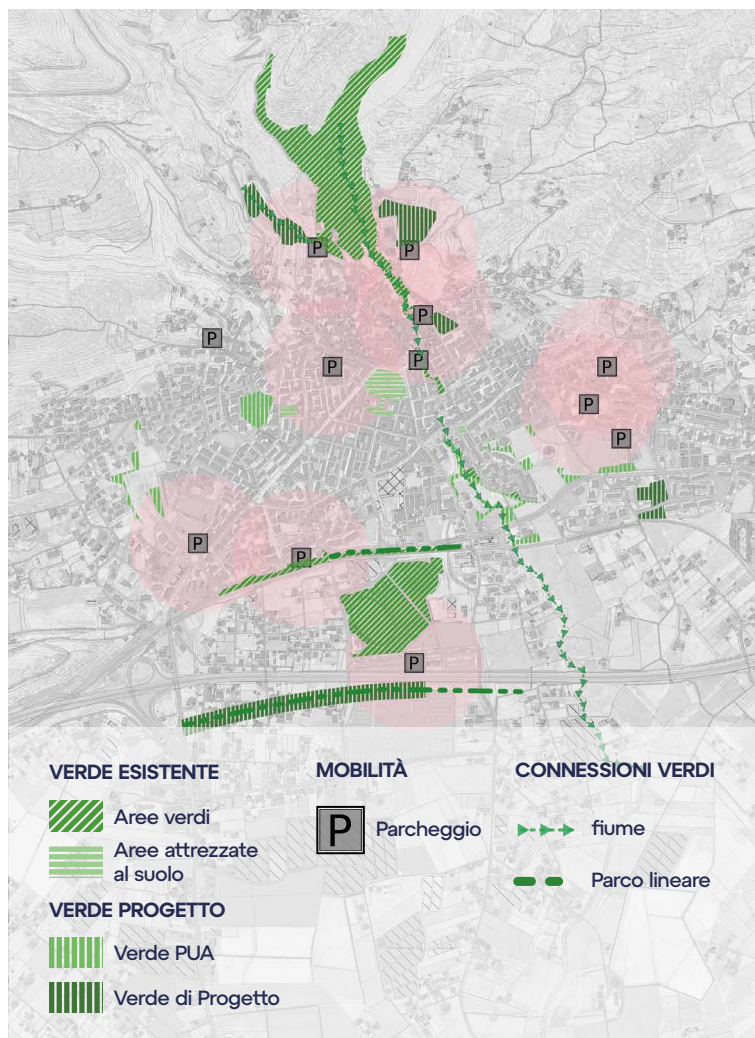 P
P
P
P
P
P
P
P
P
P
P
P
VERDE ESISTENTE
Aree verdi
Aree attrezzate
al suolo
VERDE PROGETTO
Verde PUA
Verde di Progetto
MOBILITÀ
P
Parcheggio
CONNESSIONI VERDI
fiume
Parco lineare